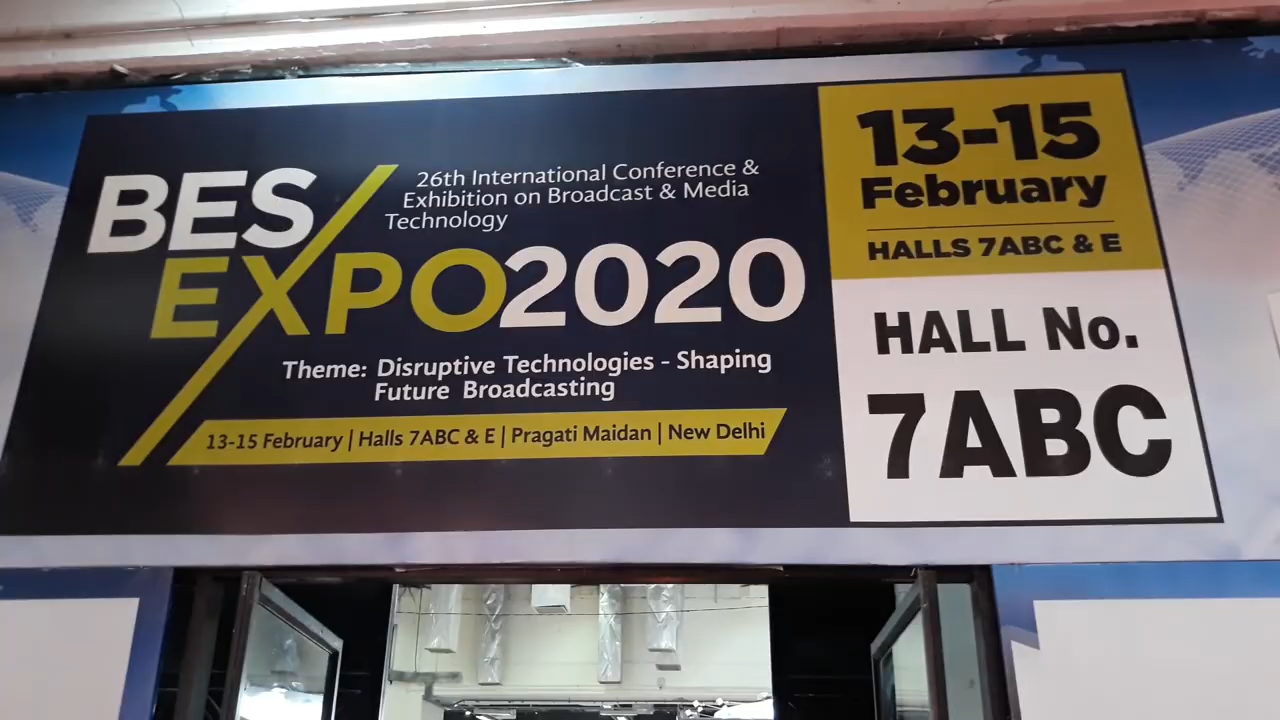 BES
26th International Conference &
Exhibition on Broadcast & Media
Technology
EXPO2020
Theme: Disruptive Technologies - Shaping
Future Broadcasting
13-15 February | Halls 7ABC & E | Pragati Maidan | New Delhi
13-15
February
HALLS 7ABC & E
HALL No.
7ABC